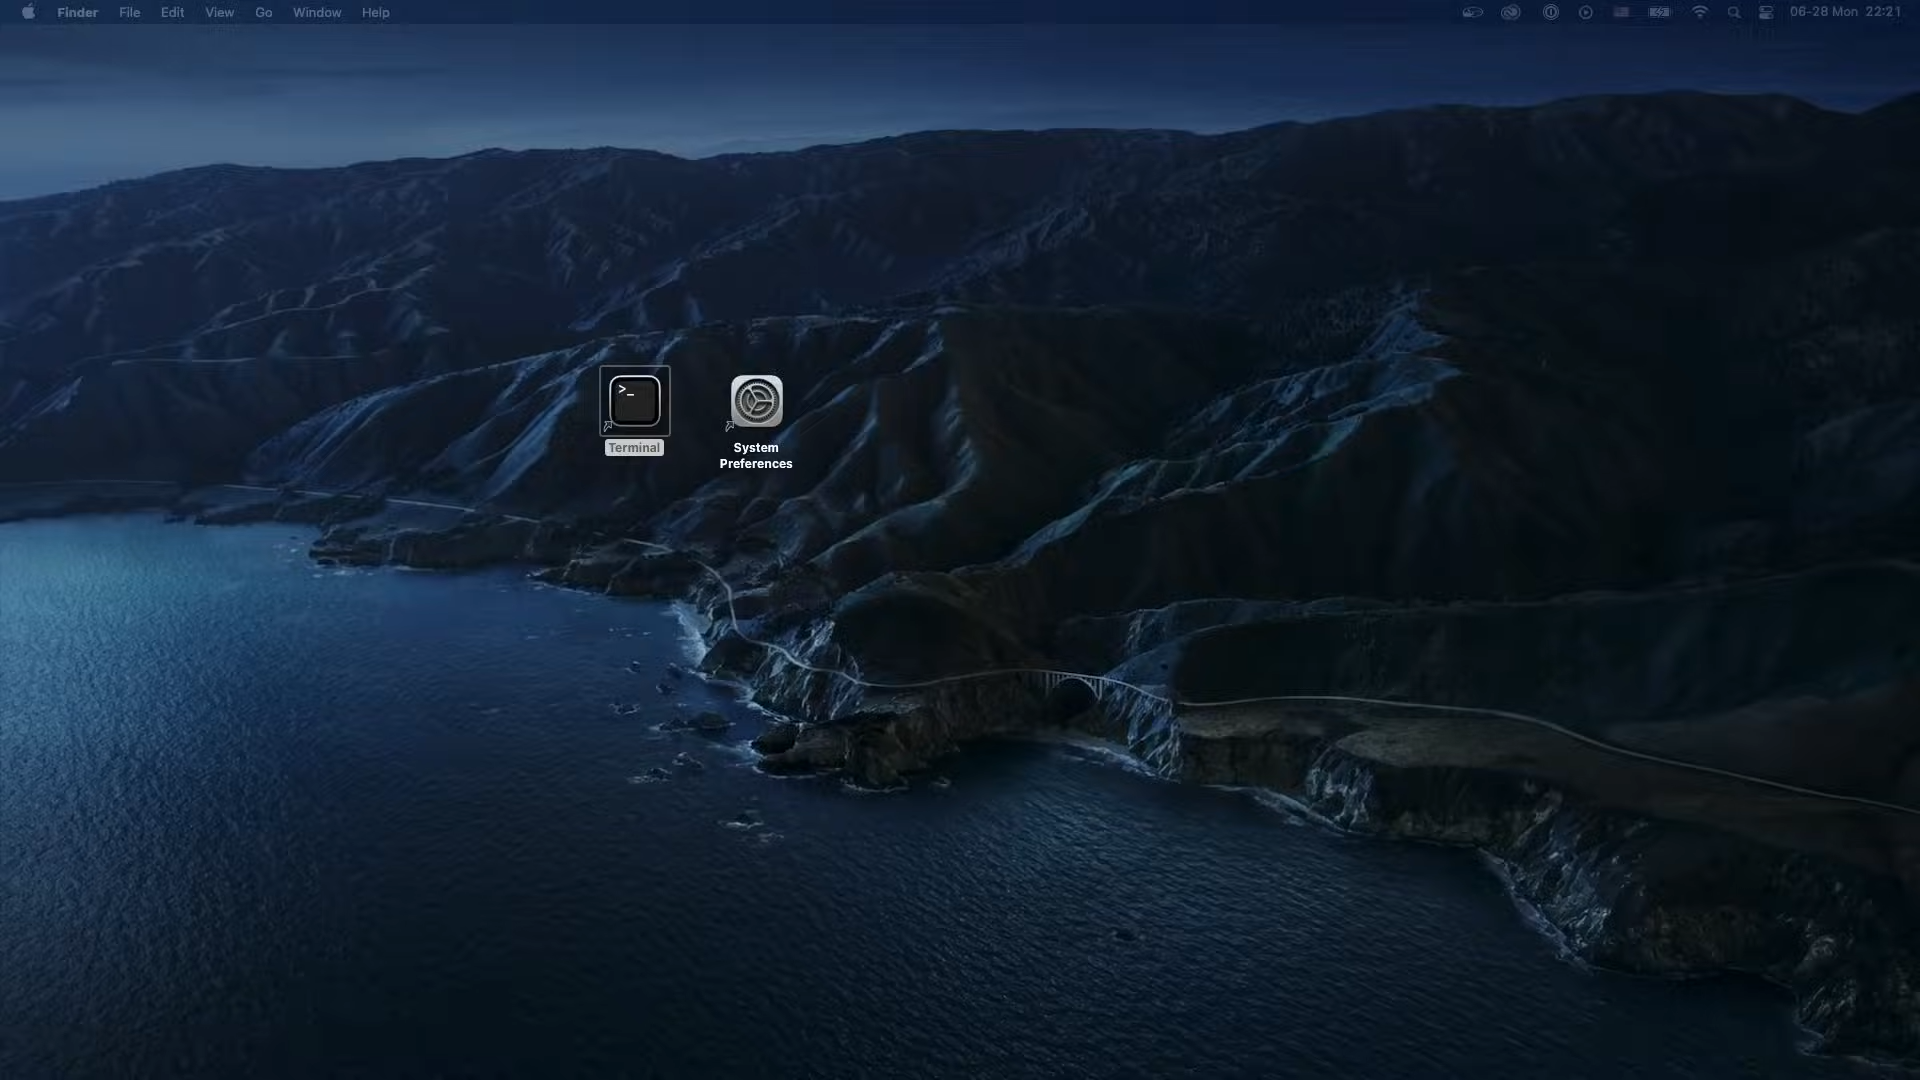 Finder File Edit View Go Window Help 06-28 Mon 22:21
>_
Terminal
System
Preferences